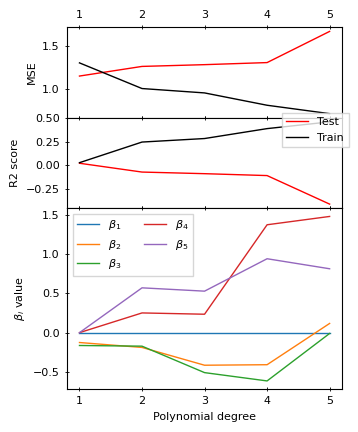 1 2 3 4 5
MSE
1.5
1.0
0.50
R2 score
0.25
0.00
−0.25
Test
Train
β₁ β₄
β₂ β₅
β₃
βᵢ value
1.5
1.0
0.5
0.0
−0.5
1 2 3 4 5
Polynomial degree